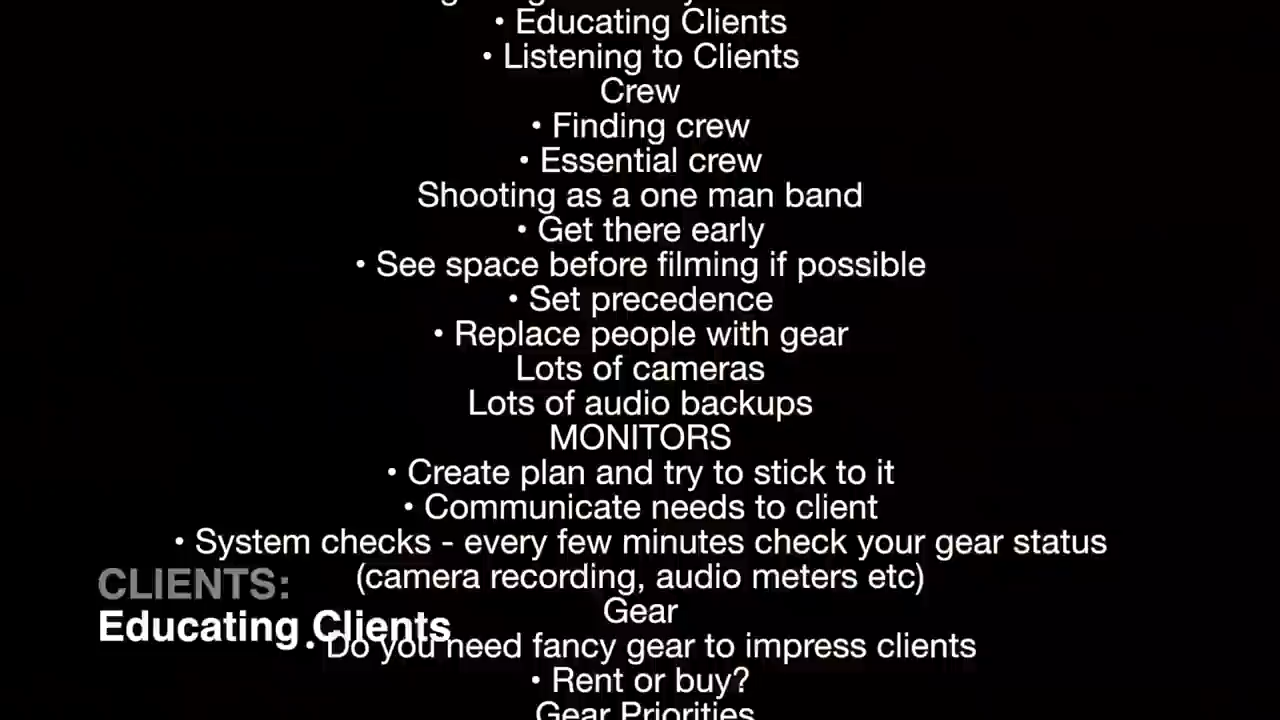 • Educating Clients
• Listening to Clients
Crew
• Finding crew
• Essential crew
Shooting as a one man band
• Get there early
• See space before filming if possible
• Set precedence
• Replace people with gear
Lots of cameras
Lots of audio backups
MONITORS
• Create plan and try to stick to it
• Communicate needs to client
• System checks - every few minutes check your gear status
(camera recording, audio meters etc)
CLIENTS:
Educating Clients
Gear
• Do you need fancy gear to impress clients
• Rent or buy?
Gear Priorities